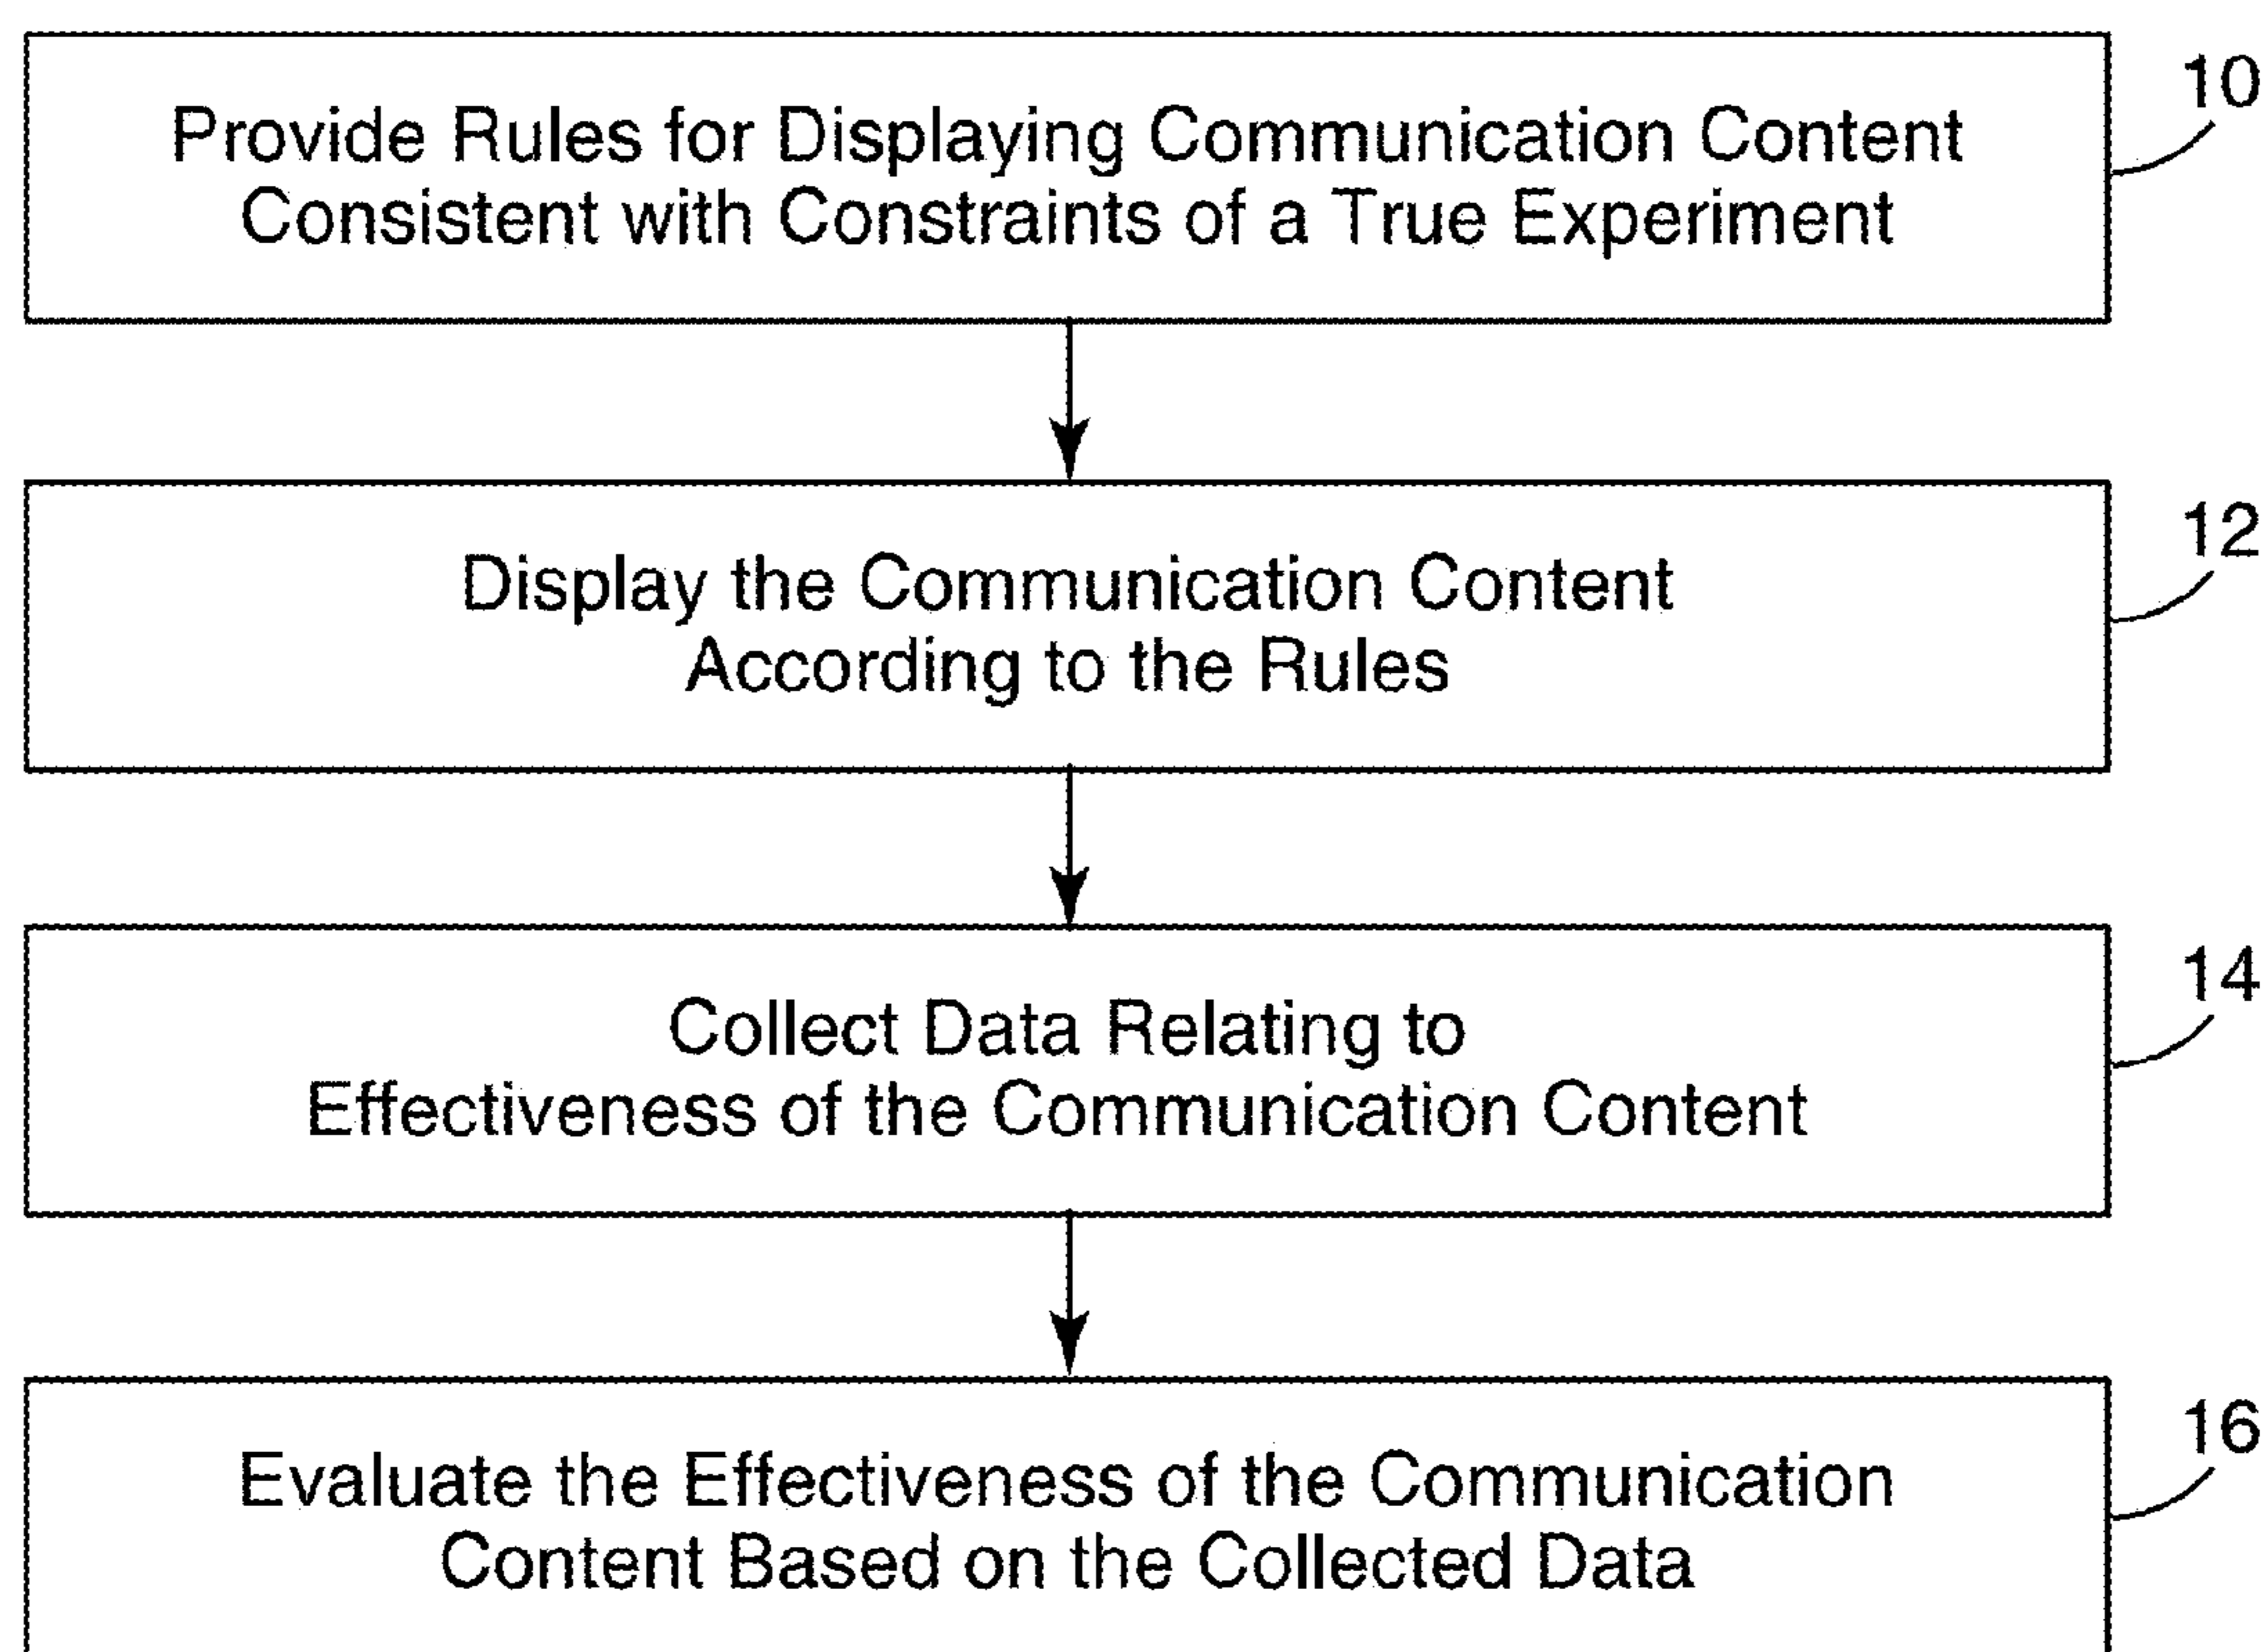 10
Provide Rules for Displaying Communication Content
Consistent with Constraints of a True Experiment
12
Display the Communication Content
According to the Rules
14
Collect Data Relating to
Effectiveness of the Communication Content
16
Evaluate the Effectiveness of the Communication
Content Based on the Collected Data